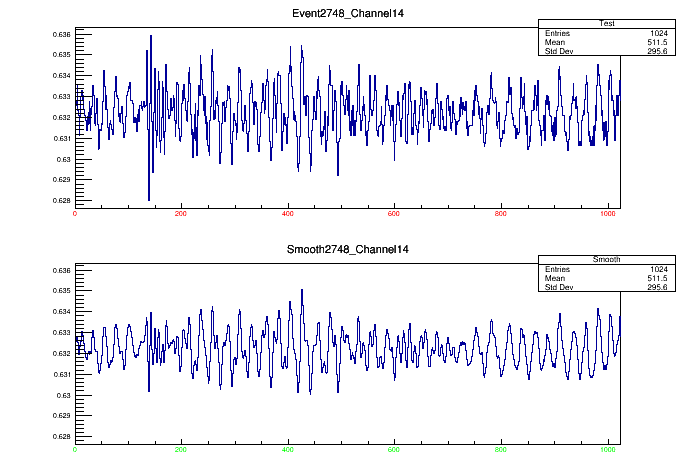 Event2748_Channel14
Test
Entries 1024
Mean 511.5
Std Dev 295.6
0.636
0.635
0.634
0.633
0.632
0.631
0.63
0.629
0.628
0 200 400 600 800 1000
Smooth2748_Channel14
Smooth
Entries 1024
Mean 511.5
Std Dev 295.6
0.636
0.635
0.634
0.633
0.632
0.631
0.63
0.629
0.628
0 200 400 600 800 1000